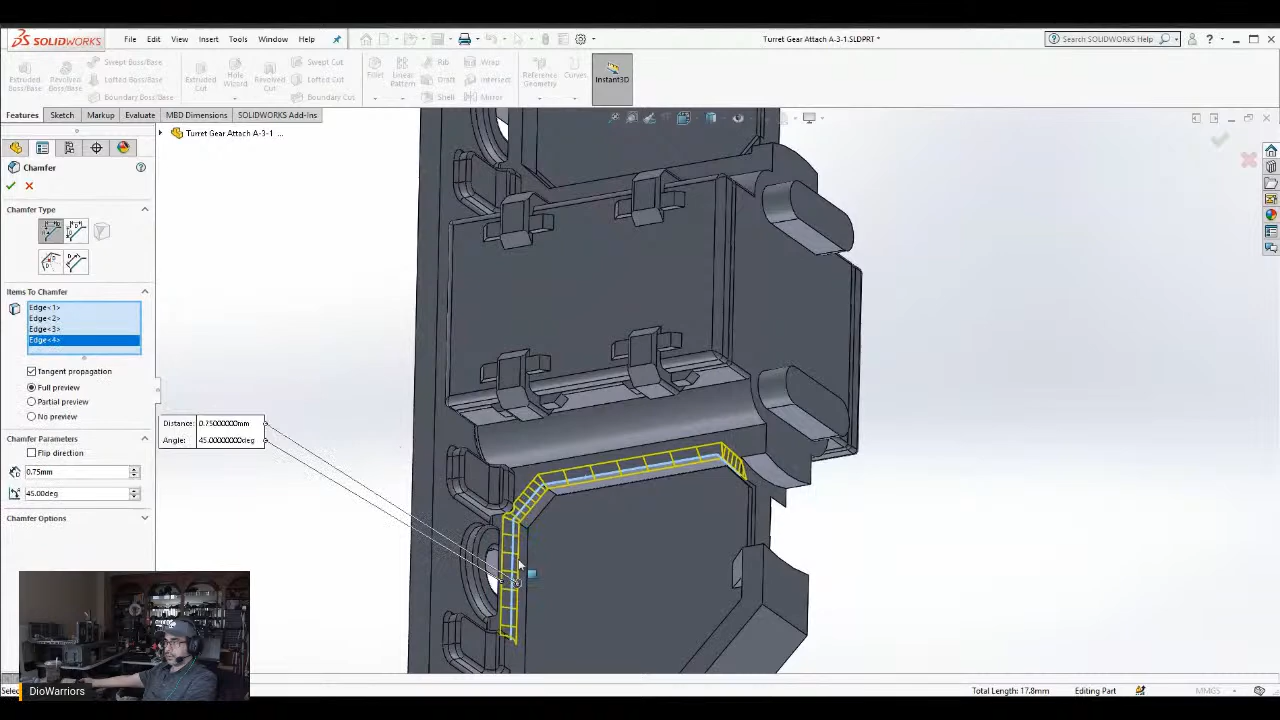 SOLIDWORKS
File
Edit
View
Insert
Tools
Window
Help
Turret Gear Attach A-3-1.SLDPRT *
Search SOLIDWORKS Help
Extruded Boss/Base
Revolved Boss/Base
Swept Boss/Base
Lofted Boss/Base
Boundary Boss/Base
Extruded Cut
Hole Wizard
Revolved Cut
Swept Cut
Lofted Cut
Boundary Cut
Fillet
Linear Pattern
Rib
Draft
Shell
Wrap
Intersect
Mirror
Reference Geometry
Curves
Instant3D
Features
Sketch
Markup
Evaluate
MBD Dimensions
SOLIDWORKS Add-Ins
Turret Gear Attach A-3-1 ...
Chamfer
Chamfer Type
Items To Chamfer
Edge<1>
Edge<2>
Edge<3>
Edge<4>
Tangent propagation
Full preview
Partial preview
No preview
Chamfer Parameters
Flip direction
0.75mm
45.00deg
Chamfer Options
Distance: 0.75000000mm
Angle: 45.00000000deg
DioWarriors
Total Length: 17.8mm
Editing Part
MMGS